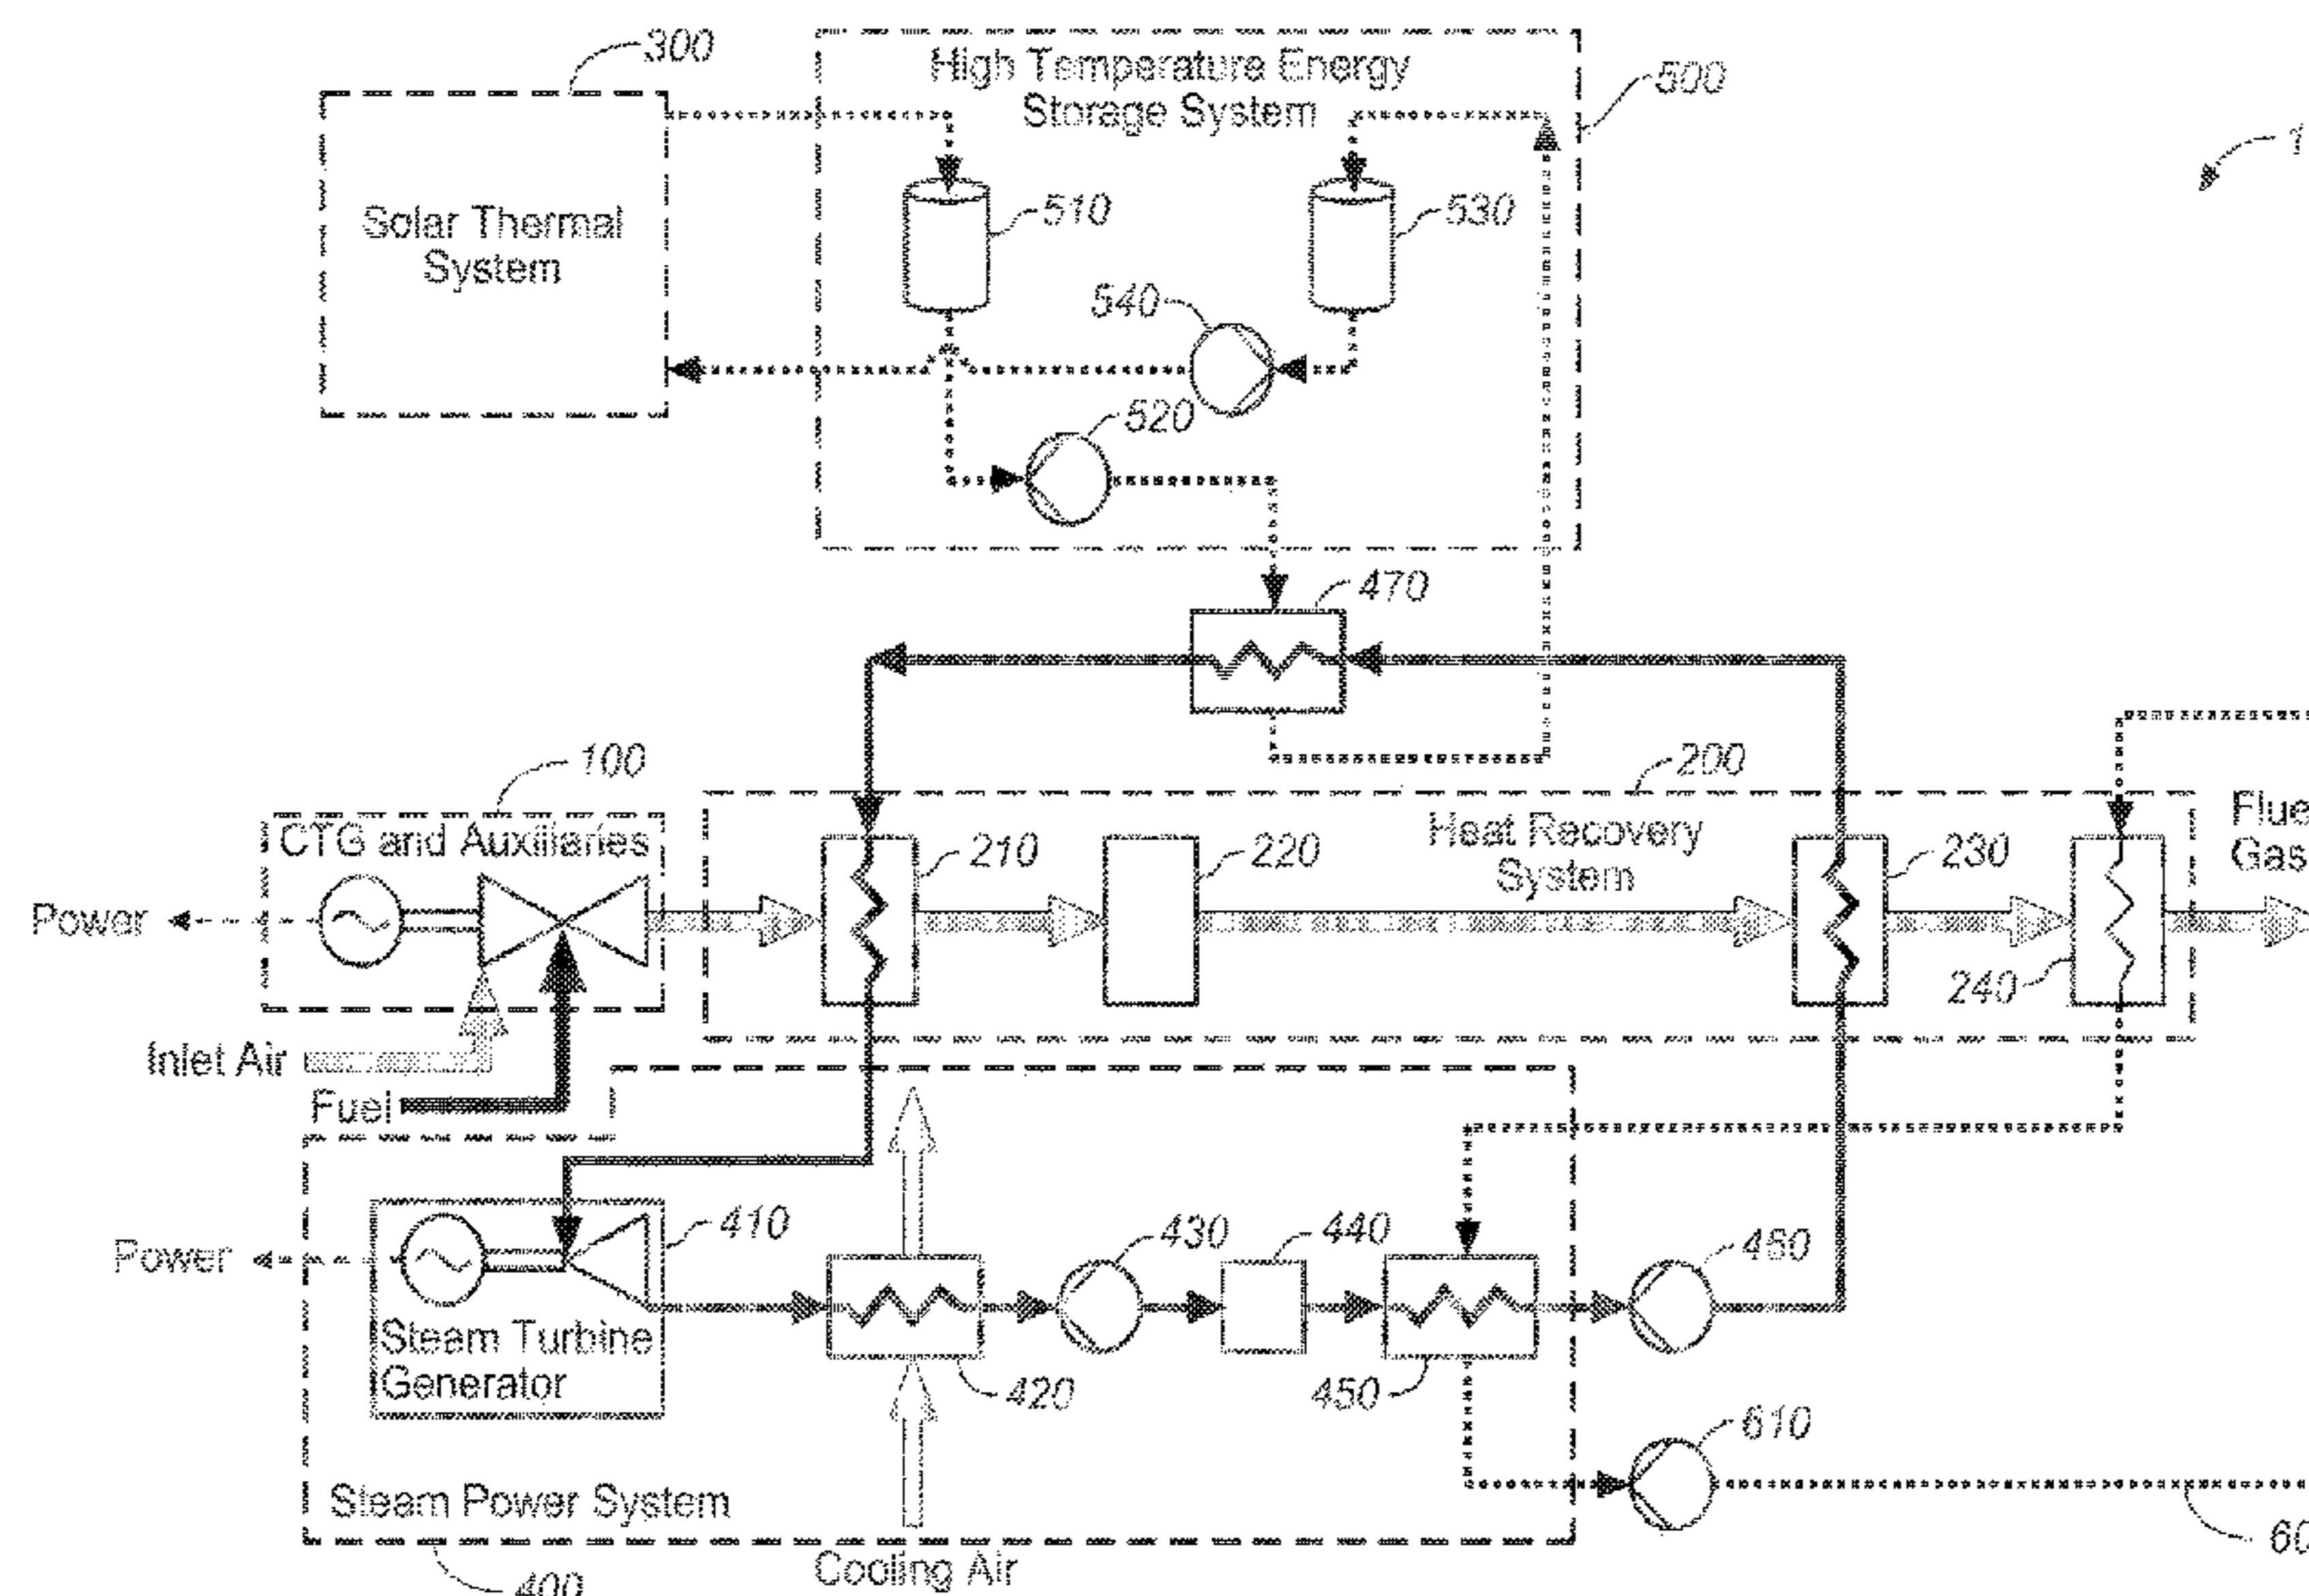 300
High Temperature Energy
Storage System
500
1
Solar Thermal
System
510
530
540
520
470
100
200
CTG and Auxiliaries
210
220
Heat Recovery
System
230
Flue
Gas
Power
240
Inlet Air
Fuel
410
430
440
460
Power
Steam Turbine
Generator
420
450
610
Steam Power System
60
Cooling Air
400